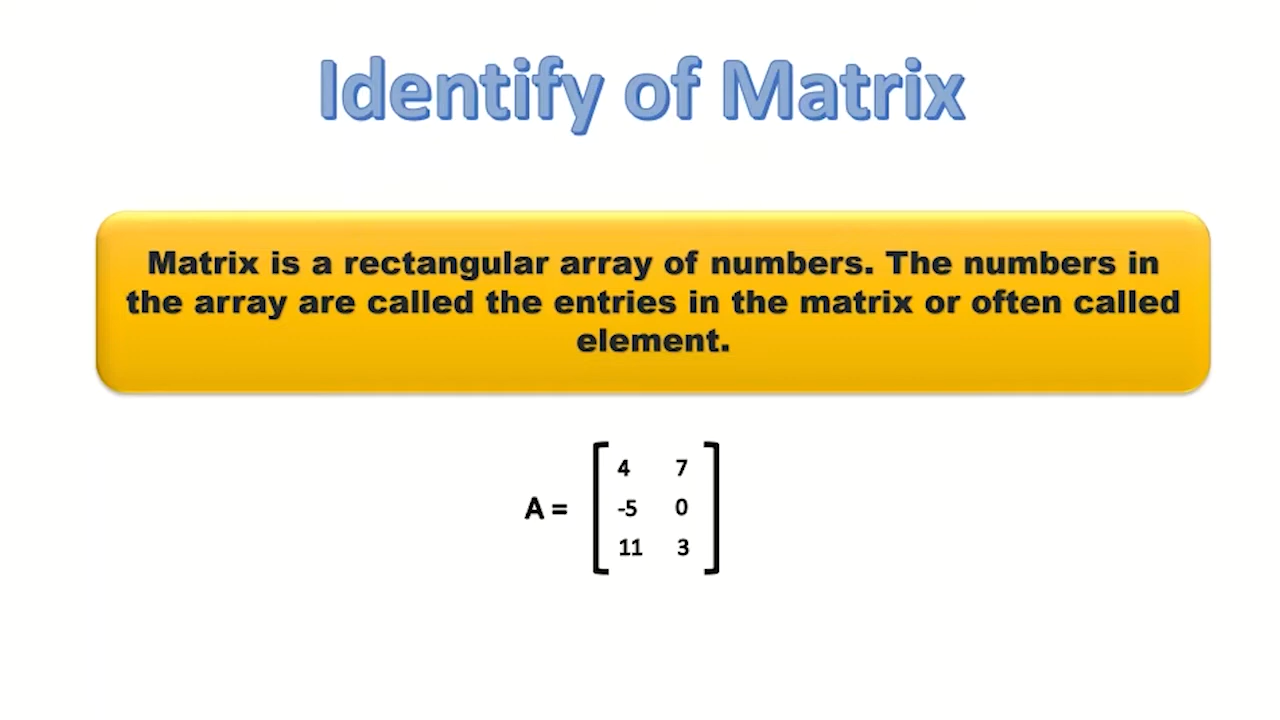 Identify of Matrix
Matrix is a rectangular array of numbers. The numbers in
the array are called the entries in the matrix or often called
element.
4 7
A = -5 0
11 3